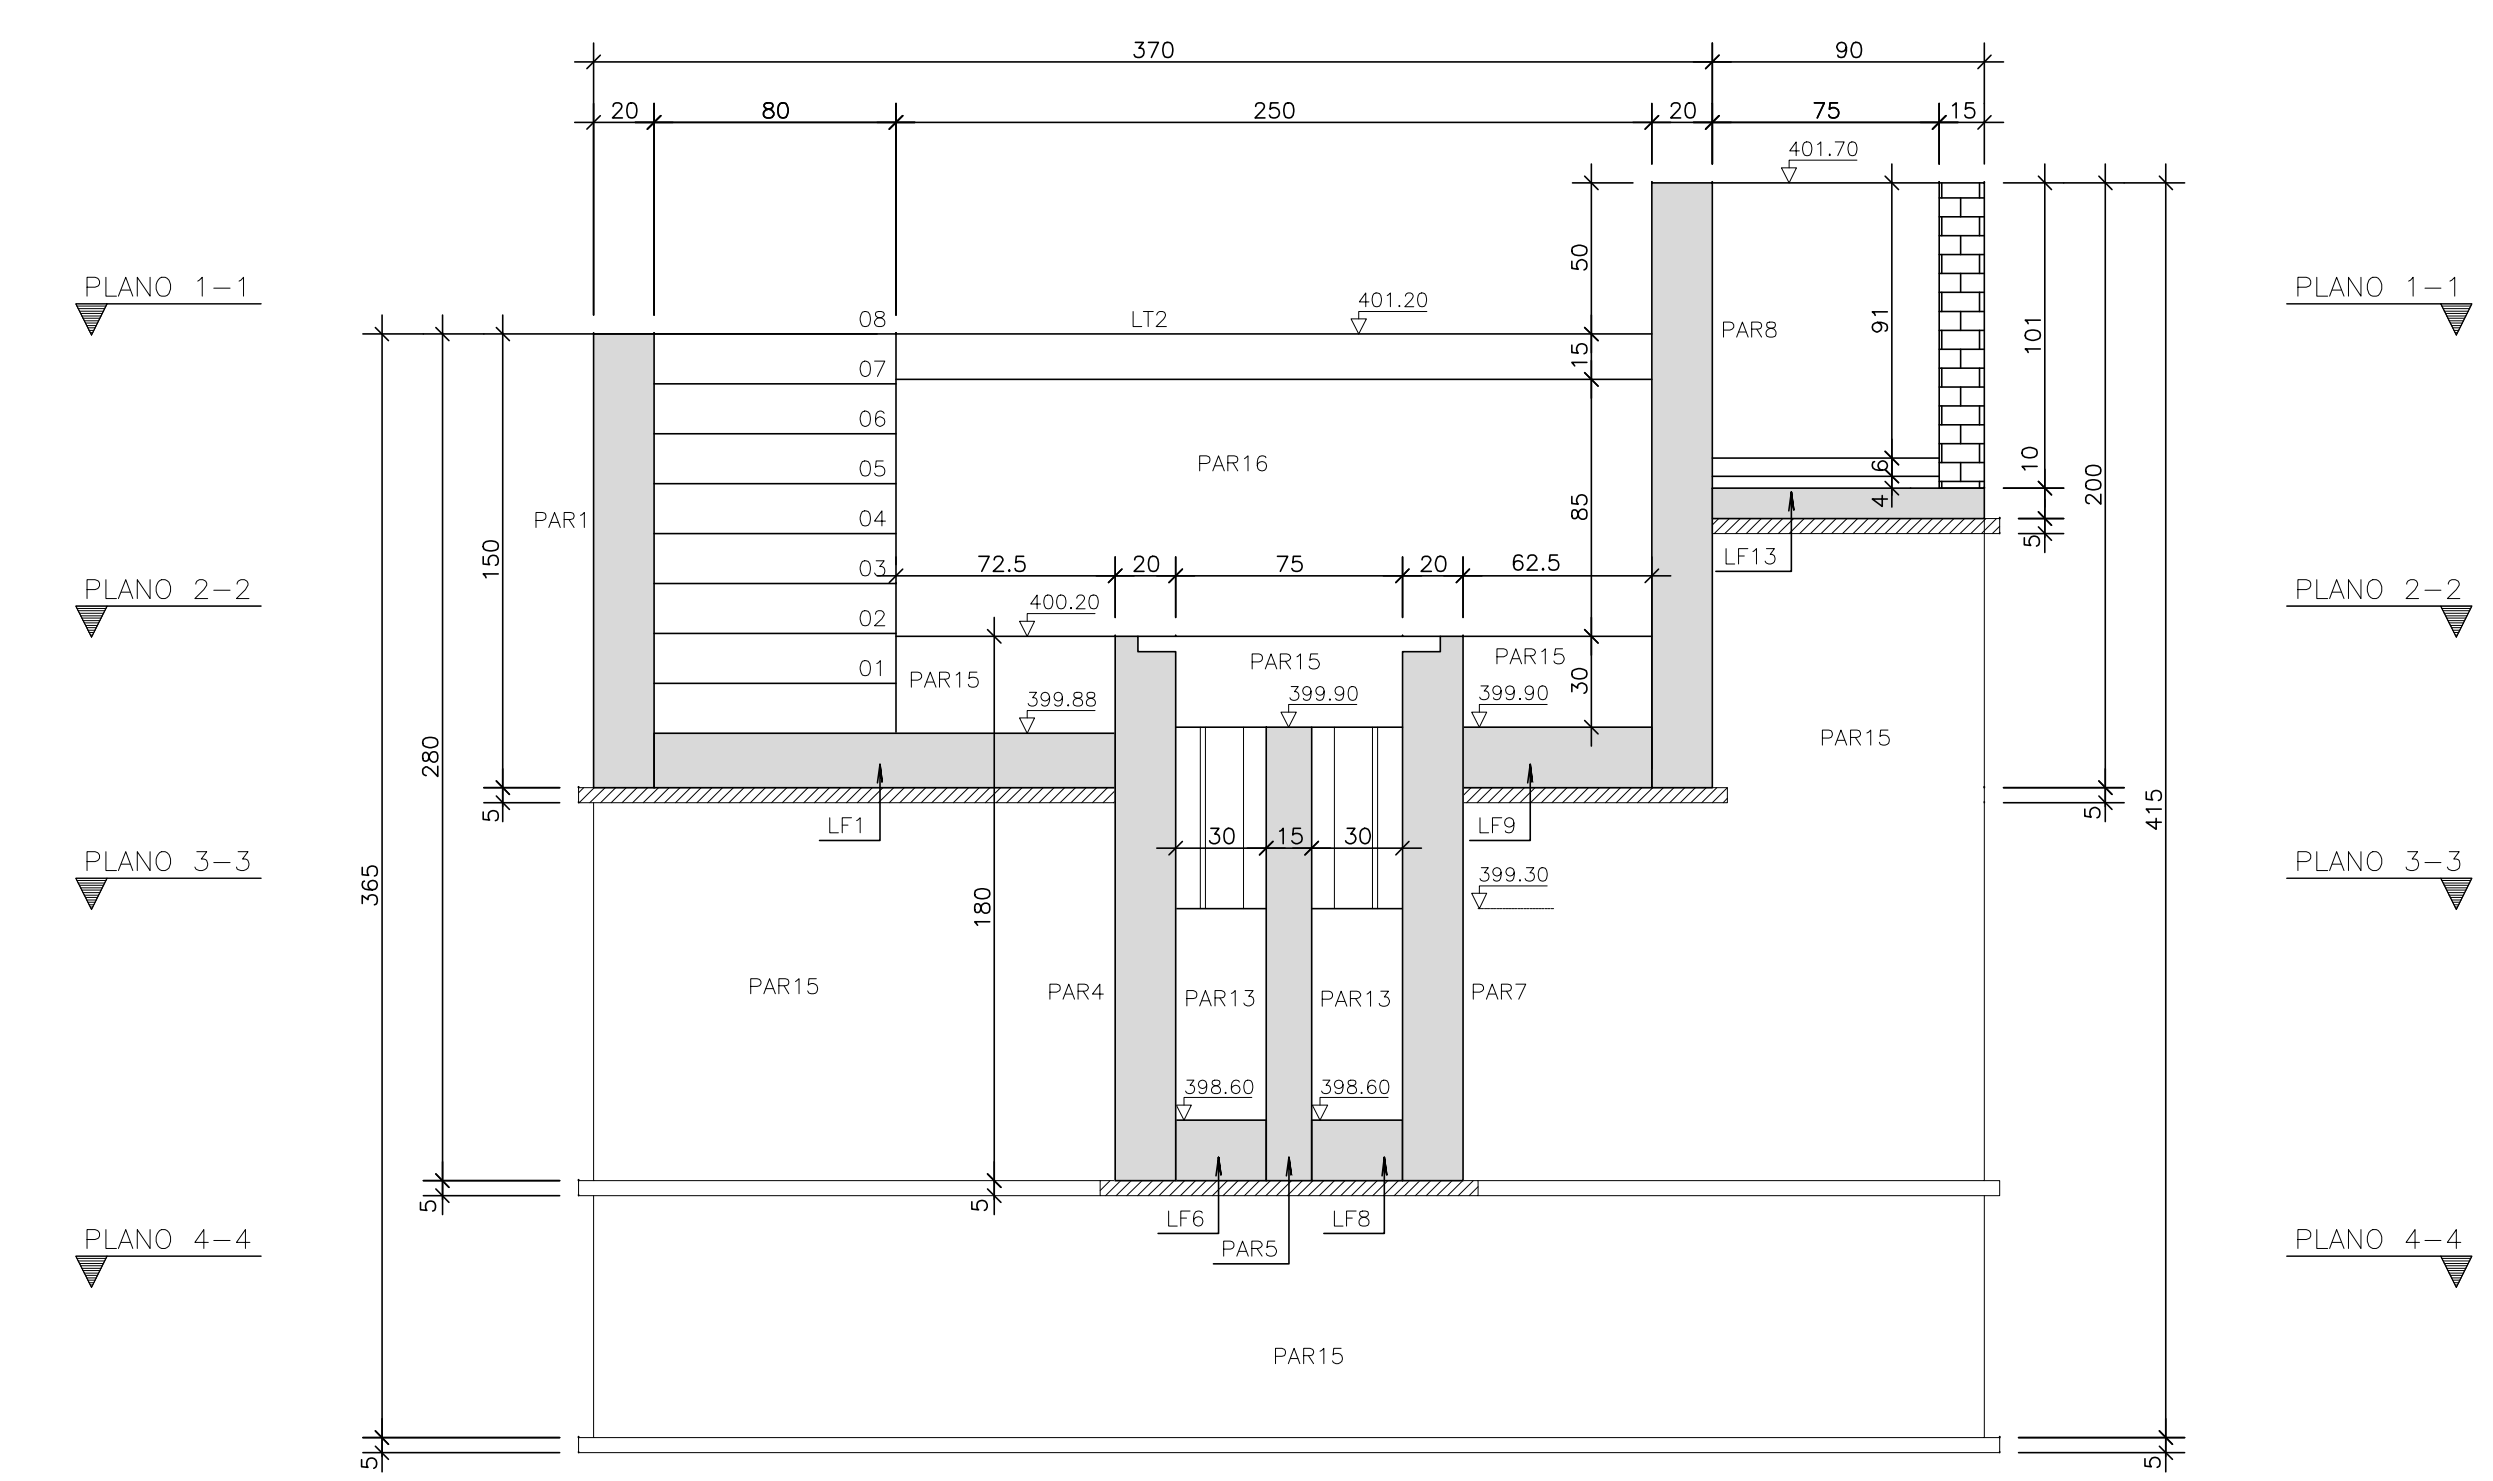 370 90
20 80 250 20 75 15
401.70
PLANO 1-1 PLANO 1-1
50
08 LT2 401.20
PAR8 91 101
15
07
06
05 PAR16
6 10
200
4
04
85
PAR1
03
150
LF13
5
72.5 20 75 20 62.5
PLANO 2-2 PLANO 2-2
400.20
02
01 PAR15 PAR15 PAR15
30
399.88 399.90 399.90
PAR15
280
5 5
415
LF1 LF9
30 15 30
PLANO 3-3 PLANO 3-3
365
180
399.30
PAR15 PAR4 PAR13 PAR13 PAR7
398.60 398.60
5 5
LF6 LF8
PAR5
PLANO 4-4 PLANO 4-4
PAR15
5 5